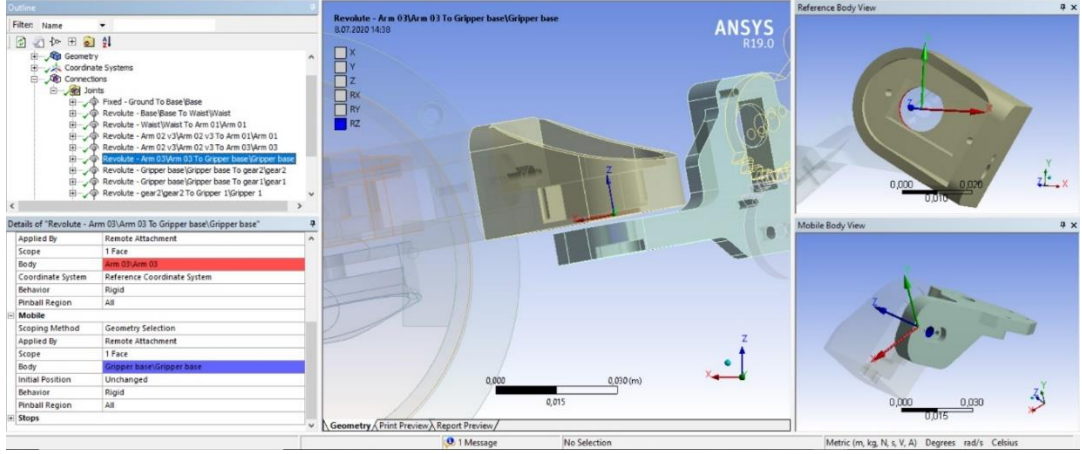 Outline
Filter: Name
Geometry
Coordinate Systems
Connections
Joints
Fixed - Ground To Base\Base
Revolute - Base\Base To Waist\Waist
Revolute - Waist\Waist To Arm 01\Arm 01
Revolute - Arm 02 v3\Arm 02 v3 To Arm 01\Arm 01
Revolute - Arm 02 v3\Arm 02 v3 To Arm 03\Arm 03
Revolute - Arm 03\Arm 03 To Gripper base\Gripper base
Revolute - Gripper base\Gripper base To gear2\gear2
Revolute - Gripper base\Gripper base To gear1\gear1
Revolute - gear2\gear2 To Gripper 1\Gripper 1
Details of "Revolute - Arm 03\Arm 03 To Gripper base\Gripper base"
Applied By Remote Attachment
Scope 1 Face
Body Arm 03\Arm 03
Coordinate System Reference Coordinate System
Behavior Rigid
Pinball Region All
Mobile
Scoping Method Geometry Selection
Applied By Remote Attachment
Scope 1 Face
Body Gripper base\Gripper base
Initial Position Unchanged
Behavior Rigid
Pinball Region All
Stops
Revolute - Arm 03\Arm 03 To Gripper base\Gripper base
8.07.2020 14:38
X
Y
Z
RX
RY
RZ
ANSYS
R19.0
Z
X
Z
X
Y
0,000 0,030 (m)
0,015
Geometry Print Preview Report Preview
Reference Body View
Y
Z
X
0,000 0,020
0,010
Y
Z
X
Mobile Body View
Y
Z
X
0,000 0,030
0,015
Z
Y
X
1 Message
No Selection
Metric (m, kg, N, s, V, A) Degrees rad/s Celsius